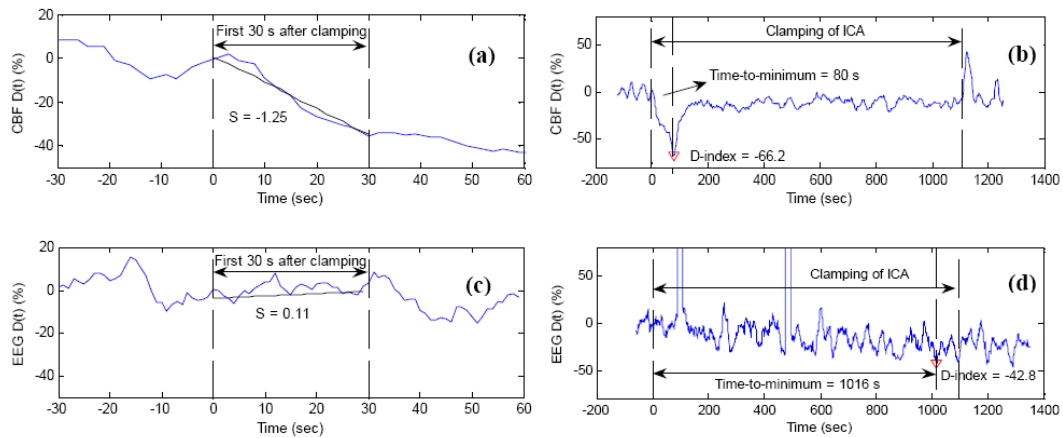 20
0
-20
-40
CBF D(t) (%)
First 30 s after clamping
(a)
S = -1.25
-30 -20 -10 0 10 20 30 40 50 60
Time (sec)
50
0
-50
CBF D(t) (%)
Clamping of ICA
(b)
Time-to-minimum = 80 s
D-index = -66.2
-200 0 200 400 600 800 1000 1200 1400
Time (sec)
20
0
-20
-40
EEG D(t) (%)
First 30 s after clamping
(c)
S = 0.11
-30 -20 -10 0 10 20 30 40 50 60
Time (sec)
50
0
-50
EEG D(t) (%)
Clamping of ICA
(d)
D-index = -42.8
Time-to-minimum = 1016 s
-200 0 200 400 600 800 1000 1200 1400
Time (sec)